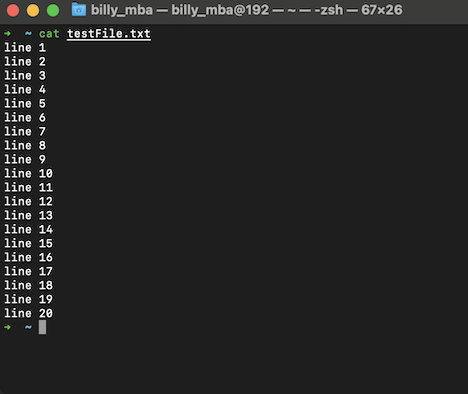 billy_mba — billy_mba@192 — ~ — -zsh — 67×26
➜  ~ cat testFile.txt
line 1
line 2
line 3
line 4
line 5
line 6
line 7
line 8
line 9
line 10
line 11
line 12
line 13
line 14
line 15
line 16
line 17
line 18
line 19
line 20
➜  ~